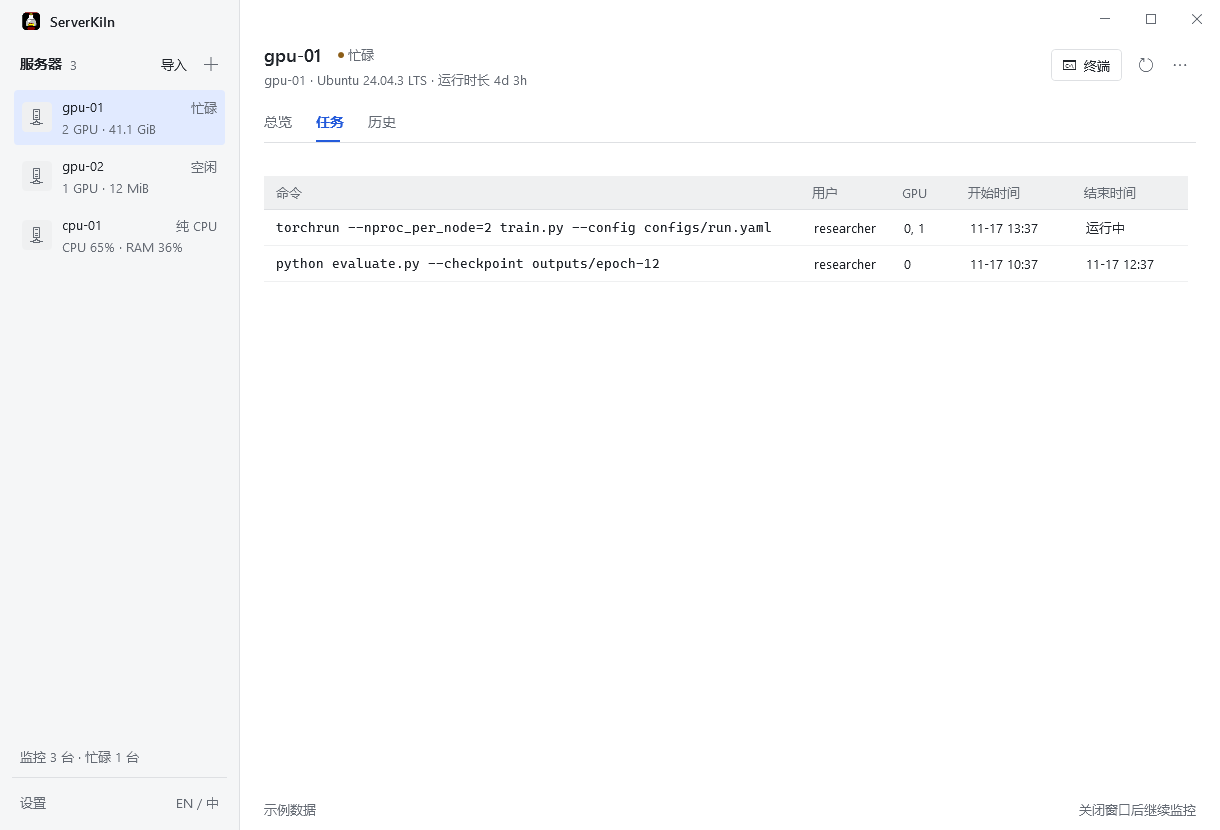 ServerKiln
服务器 3 导入
gpu-01 忙碌
2 GPU · 41.1 GiB
gpu-02 空闲
1 GPU · 12 MiB
cpu-01 纯 CPU
CPU 65% · RAM 36%
监控 3 台 · 忙碌 1 台
设置 EN / 中
gpu-01 忙碌
gpu-01 · Ubuntu 24.04.3 LTS · 运行时长 4d 3h
终端
总览 任务 历史
命令 用户 GPU 开始时间 结束时间
torchrun --nproc_per_node=2 train.py --config configs/run.yaml researcher 0, 1 11-17 13:37 运行中
python evaluate.py --checkpoint outputs/epoch-12 researcher 0 11-17 10:37 11-17 12:37
示例数据 关闭窗口后继续监控